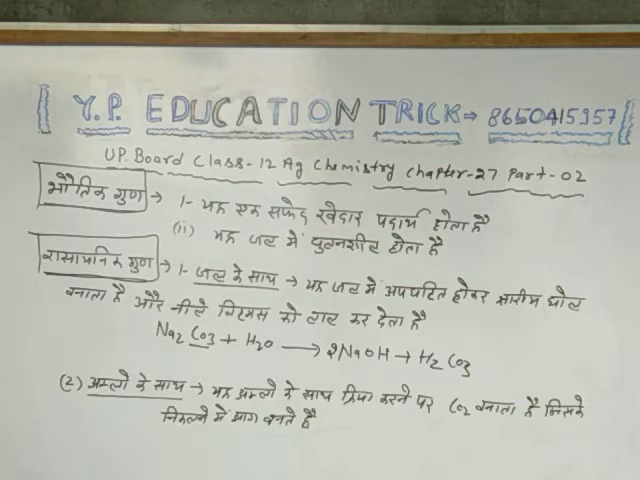 Y.P. EDUCATION TRICK → 8650415957
UP. Board Class-12 Ag Chemistry Chapter-27 Part-02
भौतिक गुण → 1- यह एक सफेद रवेदार पदार्थ होता है
(ii) यह जल में घुलनशील होता है
रासायनिक गुण → 1- जल के साथ → यह जल में अपघटित होकर क्षारीय घोल
बनाता है और नीले लिटमस को लाल कर देता है
Na2 CO3 + H2O → 2NaOH + H2 CO3
(2) अम्लो के साथ → यह अम्लो के साथ क्रिया करने पर CO2 बनाता है जिसके
निकलने में झाग बनते है